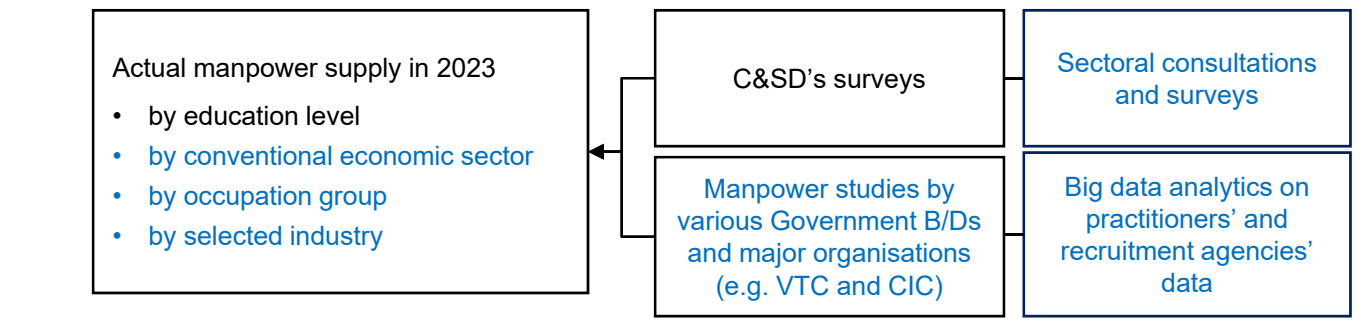 Actual manpower supply in 2023
• by education level
• by conventional economic sector
• by occupation group
• by selected industry
C&SD’s surveys
Sectoral consultations
and surveys
Manpower studies by
various Government B/Ds
and major organisations
(e.g. VTC and CIC)
Big data analytics on
practitioners’ and
recruitment agencies’
data